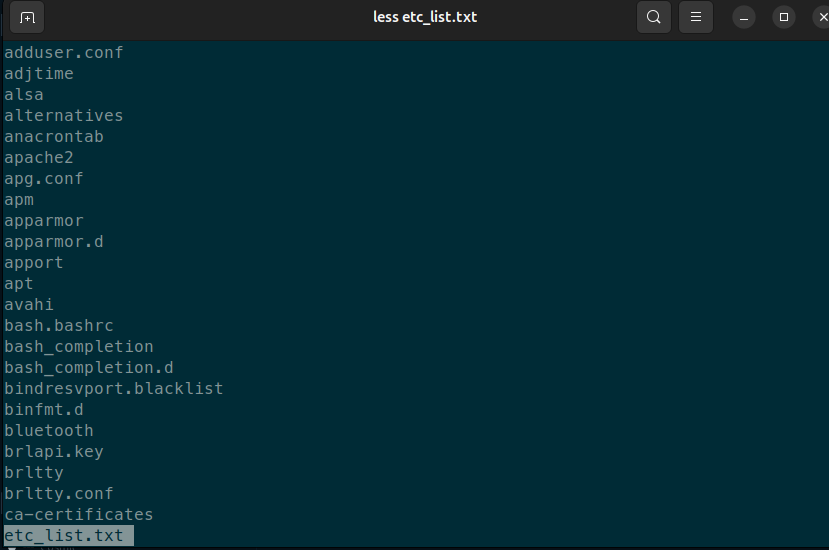 less etc_list.txt
adduser.conf
adjtime
alsa
alternatives
anacrontab
apache2
apg.conf
apm
apparmor
apparmor.d
apport
apt
avahi
bash.bashrc
bash_completion
bash_completion.d
bindresvport.blacklist
binfmt.d
bluetooth
brlapi.key
brltty
brltty.conf
ca-certificates
etc_list.txt